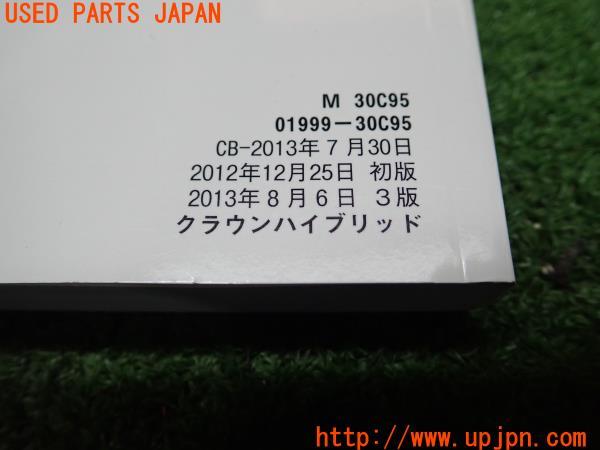 USED PARTS JAPAN
M 30C95
01999-30C95
CB-2013年7月30日
2012年12月25日 初版
2013年8月6日 3版
クラウンハイブリッド
http://www.upjpn.com/